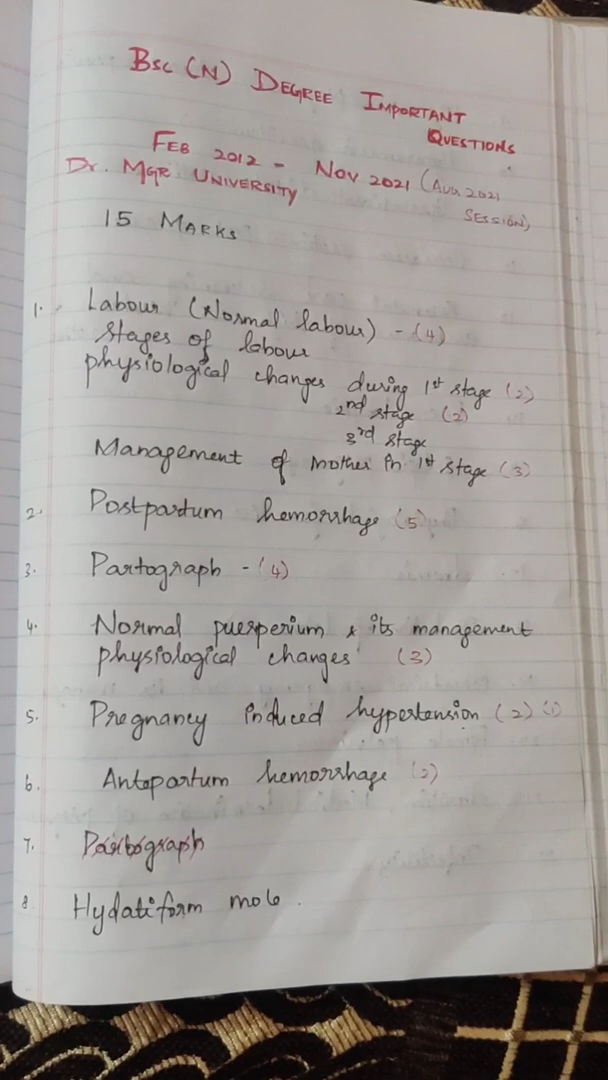 BSC (N) DEGREE IMPORTANT
QUESTIONS
FEB 2012 - NOV 2021 (AUG 2021
SESSION)
Dr. MGR UNIVERSITY
15 MARKS
1. Labour (Normal labour) - (4)
Stages of labour
physiological changes during 1st stage (2)
2nd stage (2)
3rd stage
Management of mother in 1st stage (3)
2. Postpartum hemorrhage (5)
3. Partograph - (4)
4. Normal puerperium & its management
physiological changes (3)
5. Pregnancy induced hypertension (2) (1)
6. Antepartum hemorrhage (2)
7. Partograph
8 Hydatiform mole.